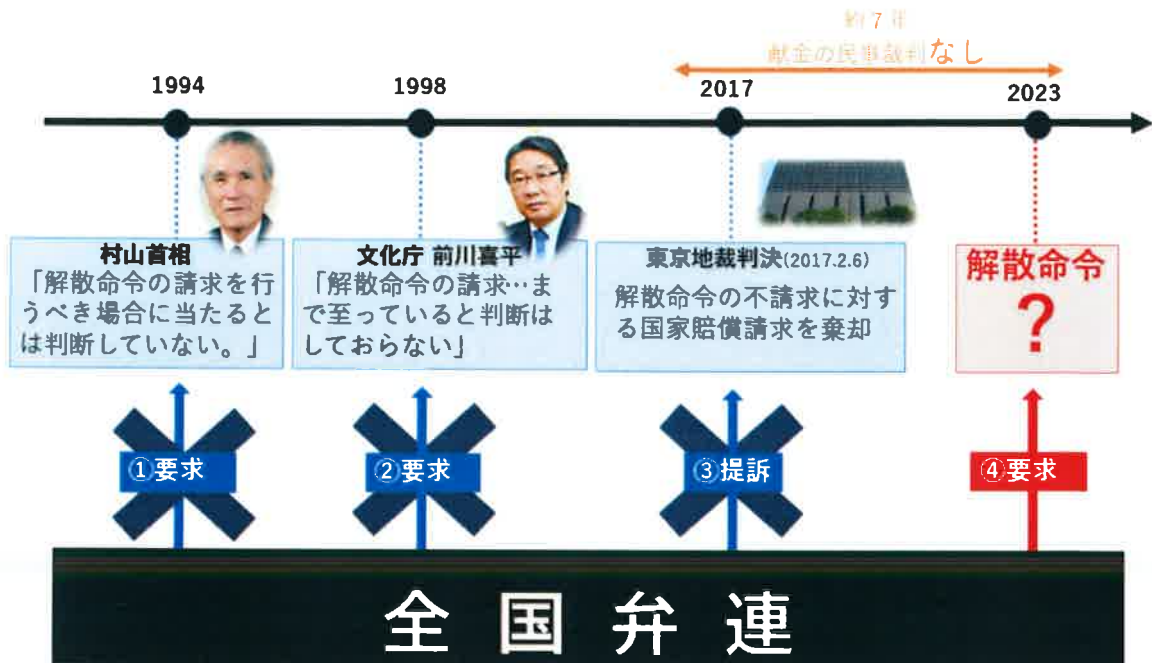 約7年
献金の民事裁判なし
1994
1998
2017
2023
村山首相
「解散命令の請求を行
うべき場合に当たると
は判断していない。」
文化庁 前川喜平
「解散命令の請求…ま
で至っていると判断は
しておらない」
東京地裁判決(2017.2.6)
解散命令の不請求に対す
る国家賠償請求を棄却
解散命令
?
①要求
②要求
③提訴
④要求
全国弁連